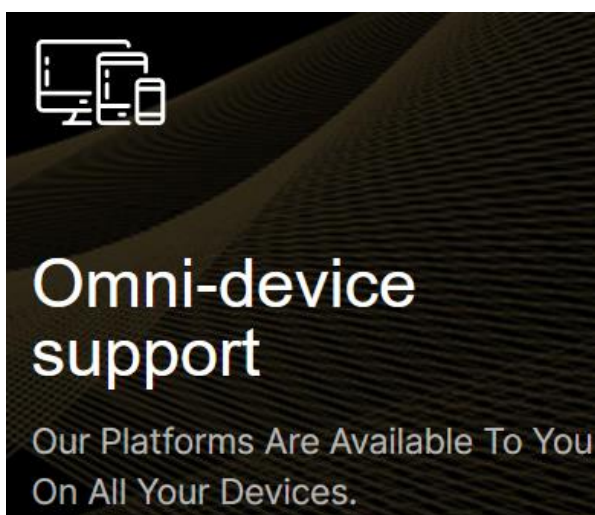 Omni-device
support
Our Platforms Are Available To You
On All Your Devices.